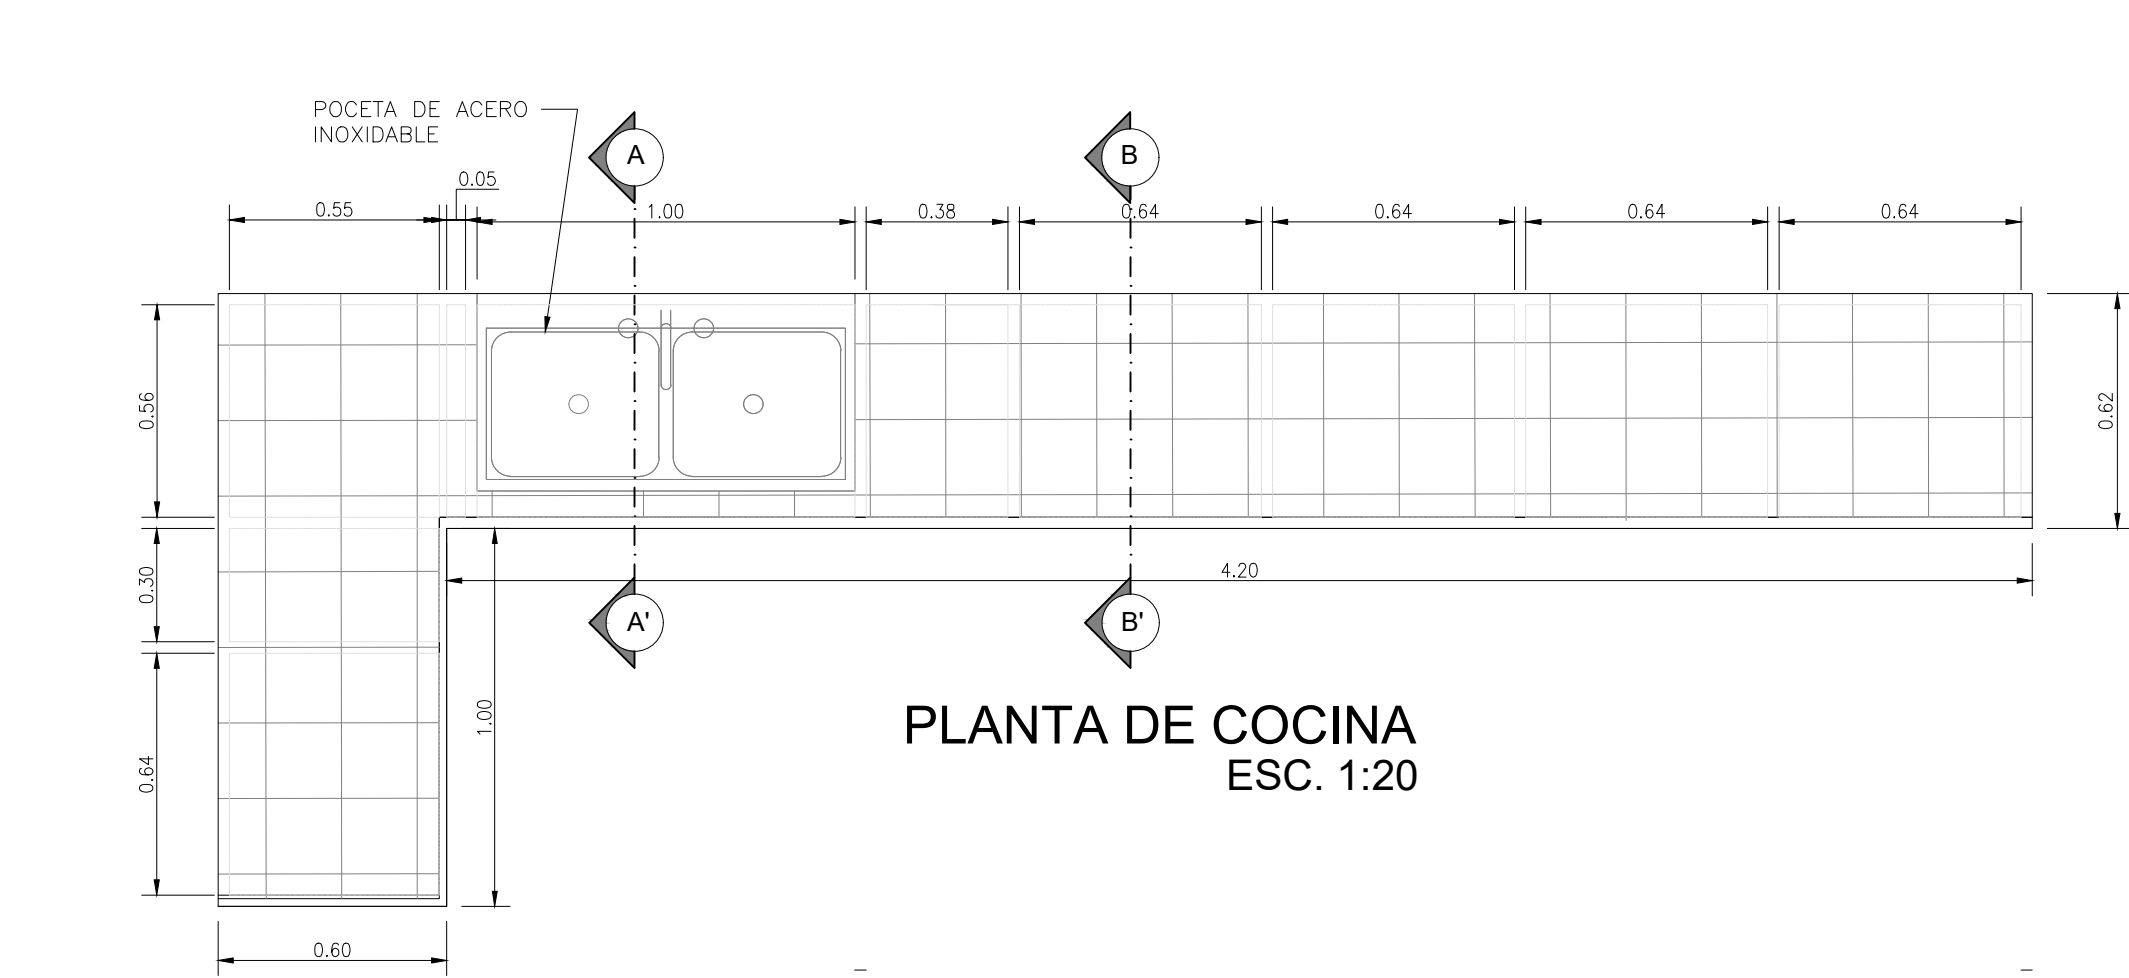 POCETA DE ACERO
INOXIDABLE
A
B
0.05
0.55
1.00
0.38
0.64
0.64
0.64
0.64
0.56
0.62
0.30
4.20
A'
B'
1.00
0.64
PLANTA DE COCINA
ESC. 1:20
0.60